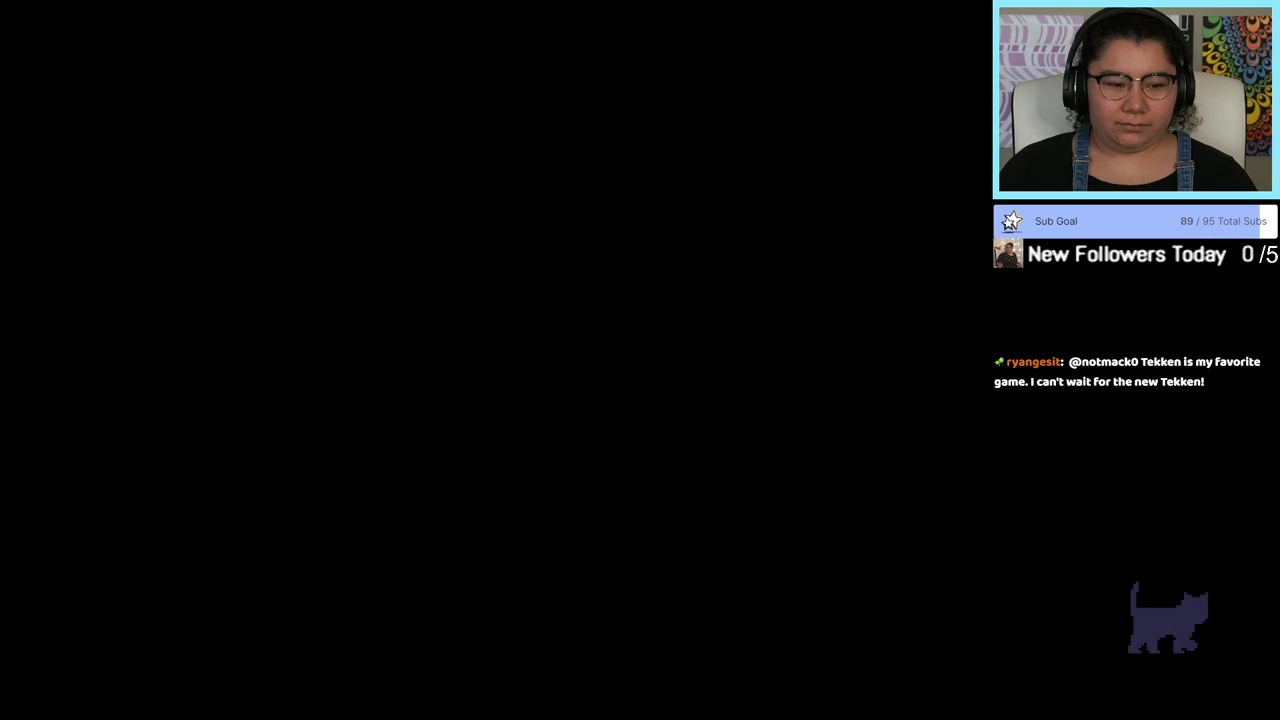 Sub Goal
89 / 95 Total Subs
New Followers Today 0 /5
ryangesit: @notmack0 Tekken is my favorite
game. I can't wait for the new Tekken!